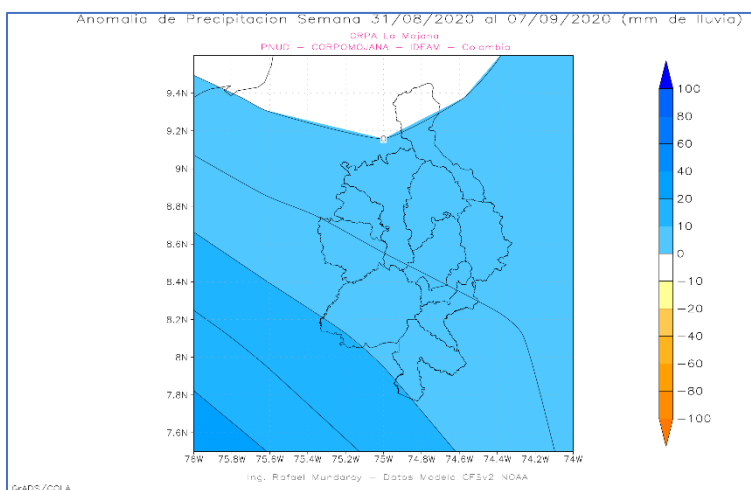 Anomalia de Precipitacion Semana 31/08/2020 al 07/09/2020 (mm de lluvia)
CRPA La Mojana
PNUD – CORPOMOJANA – IDEAM – Colombia
9.4N
9.2N
9N
8.8N
8.6N
8.4N
8.2N
8N
7.8N
7.6N
0
76W 75.8W 75.6W 75.4W 75.2W 75W 74.8W 74.6W 74.4W 74.2W 74W
100
80
60
40
20
10
0
−10
−20
−40
−60
−80
−100
Ing. Rafael Mundaray – Datos Modelo CFSv2 NOAA
GrADS/COLA